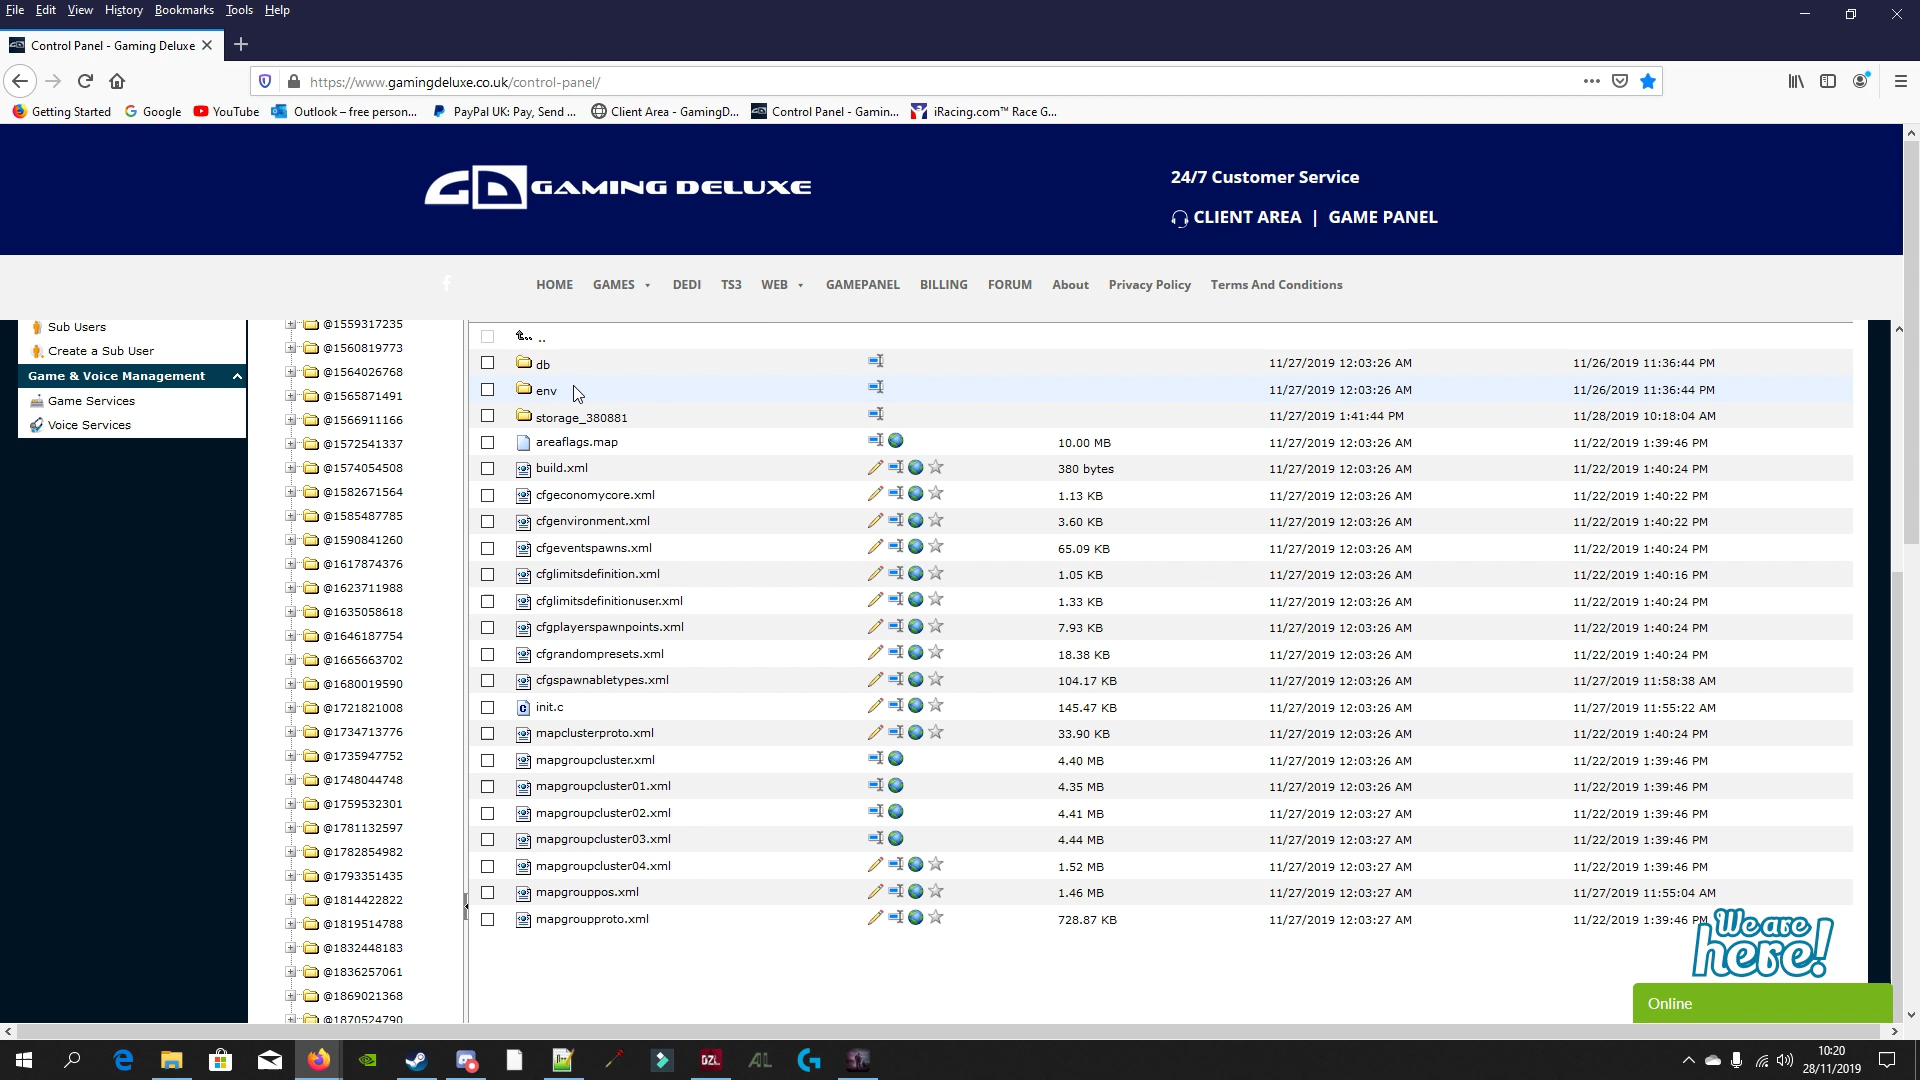 File Edit View History Bookmarks Tools Help
Control Panel - Gaming Deluxe
https://www.gamingdeluxe.co.uk/control-panel/
Getting Started Google YouTube Outlook – free person... PayPal UK: Pay, Send ... Client Area - GamingD... Control Panel - Gamin... iRacing.com™ Race G...
GD GAMING DELUXE
24/7 Customer Service
CLIENT AREA | GAME PANEL
HOME GAMES DEDI TS3 WEB GAMEPANEL BILLING FORUM About Privacy Policy Terms And Conditions
Sub Users
Create a Sub User
Game & Voice Management
Game Services
Voice Services
@1559317235
@1560819773
@1564026768
@1565871491
@1566911166
@1572541337
@1574054508
@1582671564
@1585487785
@1590841260
@1617874376
@1623711988
@1635058618
@1646187754
@1665663702
@1680019590
@1721821008
@1734713776
@1735947752
@1748044748
@1759532301
@1781132597
@1782854982
@1793351435
@1814422822
@1819514788
@1832448183
@1836257061
@1869021368
@1870524790
..
db 11/27/2019 12:03:26 AM 11/26/2019 11:36:44 PM
env 11/27/2019 12:03:26 AM 11/26/2019 11:36:44 PM
storage_380881 11/27/2019 1:41:44 PM 11/28/2019 10:18:04 AM
areaflags.map 10.00 MB 11/27/2019 12:03:26 AM 11/22/2019 1:39:46 PM
build.xml 380 bytes 11/27/2019 12:03:26 AM 11/22/2019 1:40:24 PM
cfgeconomycore.xml 1.13 KB 11/27/2019 12:03:26 AM 11/22/2019 1:40:22 PM
cfgenvironment.xml 3.60 KB 11/27/2019 12:03:26 AM 11/22/2019 1:40:22 PM
cfgeventspawns.xml 65.09 KB 11/27/2019 12:03:26 AM 11/22/2019 1:40:24 PM
cfglimitsdefinition.xml 1.05 KB 11/27/2019 12:03:26 AM 11/22/2019 1:40:16 PM
cfglimitsdefinitionuser.xml 1.33 KB 11/27/2019 12:03:26 AM 11/22/2019 1:40:24 PM
cfgplayerspawnpoints.xml 7.93 KB 11/27/2019 12:03:26 AM 11/22/2019 1:40:24 PM
cfgrandompresets.xml 18.38 KB 11/27/2019 12:03:26 AM 11/22/2019 1:40:24 PM
cfgspawnabletypes.xml 104.17 KB 11/27/2019 12:03:26 AM 11/27/2019 11:58:38 AM
init.c 145.47 KB 11/27/2019 12:03:26 AM 11/27/2019 11:55:22 AM
mapclusterproto.xml 33.90 KB 11/27/2019 12:03:26 AM 11/22/2019 1:40:24 PM
mapgroupcluster.xml 4.40 MB 11/27/2019 12:03:26 AM 11/22/2019 1:39:46 PM
mapgroupcluster01.xml 4.35 MB 11/27/2019 12:03:26 AM 11/22/2019 1:39:46 PM
mapgroupcluster02.xml 4.41 MB 11/27/2019 12:03:27 AM 11/22/2019 1:39:46 PM
mapgroupcluster03.xml 4.44 MB 11/27/2019 12:03:27 AM 11/22/2019 1:39:46 PM
mapgroupcluster04.xml 1.52 MB 11/27/2019 12:03:27 AM 11/22/2019 1:39:46 PM
mapgrouppos.xml 1.46 MB 11/27/2019 12:03:27 AM 11/27/2019 11:55:04 AM
mapgroupproto.xml 728.87 KB 11/27/2019 12:03:27 AM 11/22/2019 1:39:46 PM
We are
here!
Online
DZL AL
10:20
28/11/2019